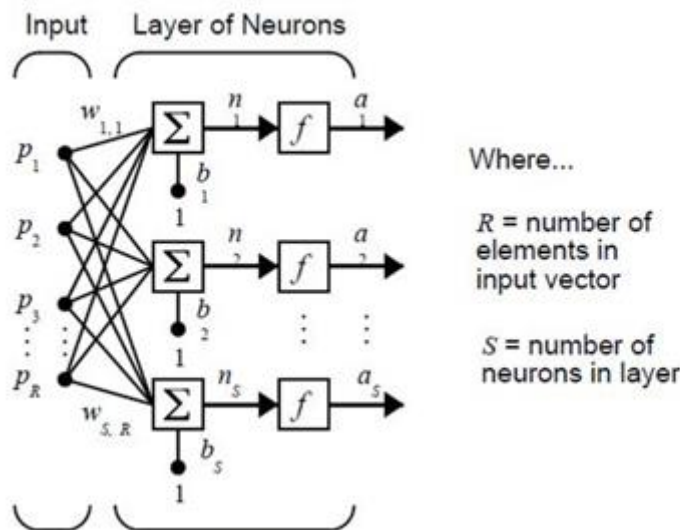 Input Layer of Neurons
w1,1 n1 a1
p1 Σ f
b1
1
Where...
p2 n2 a2
Σ f
R = number of
elements in
input vector
p3 b2
1
S = number of
neurons in layer
pR nS aS
Σ f
wS, R
bS
1